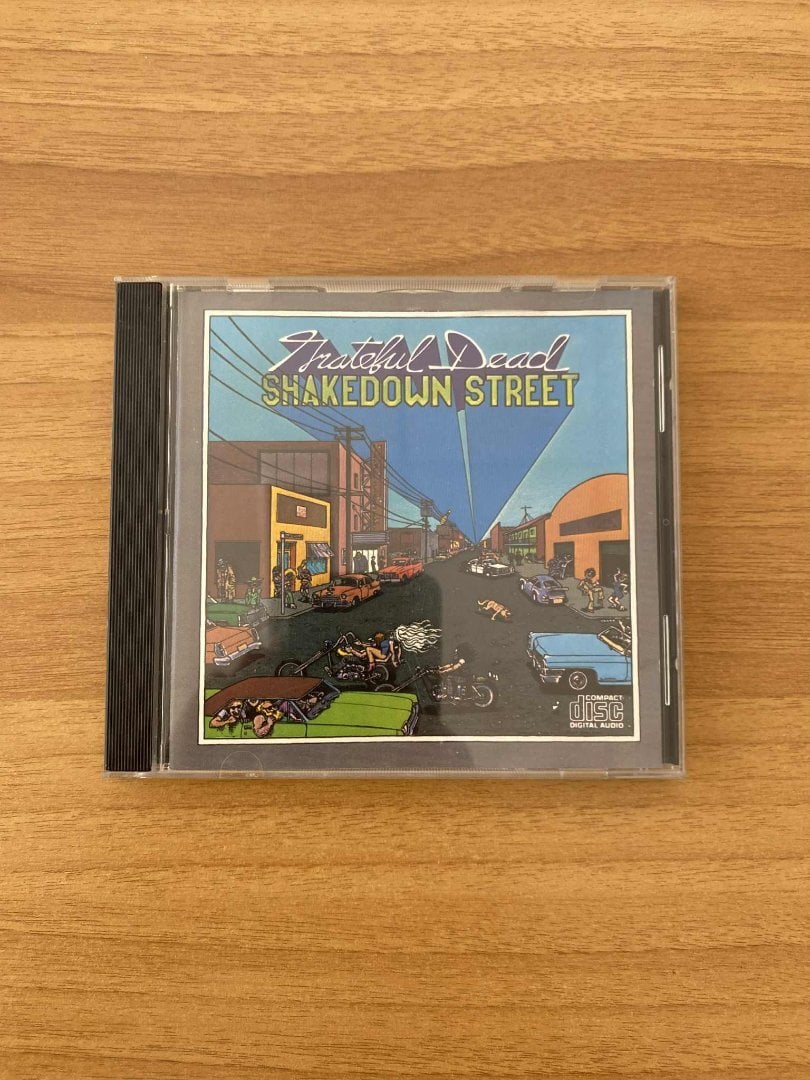 Grateful Dead
SHAKEDOWN STREET
COMPACT
disc
DIGITAL AUDIO